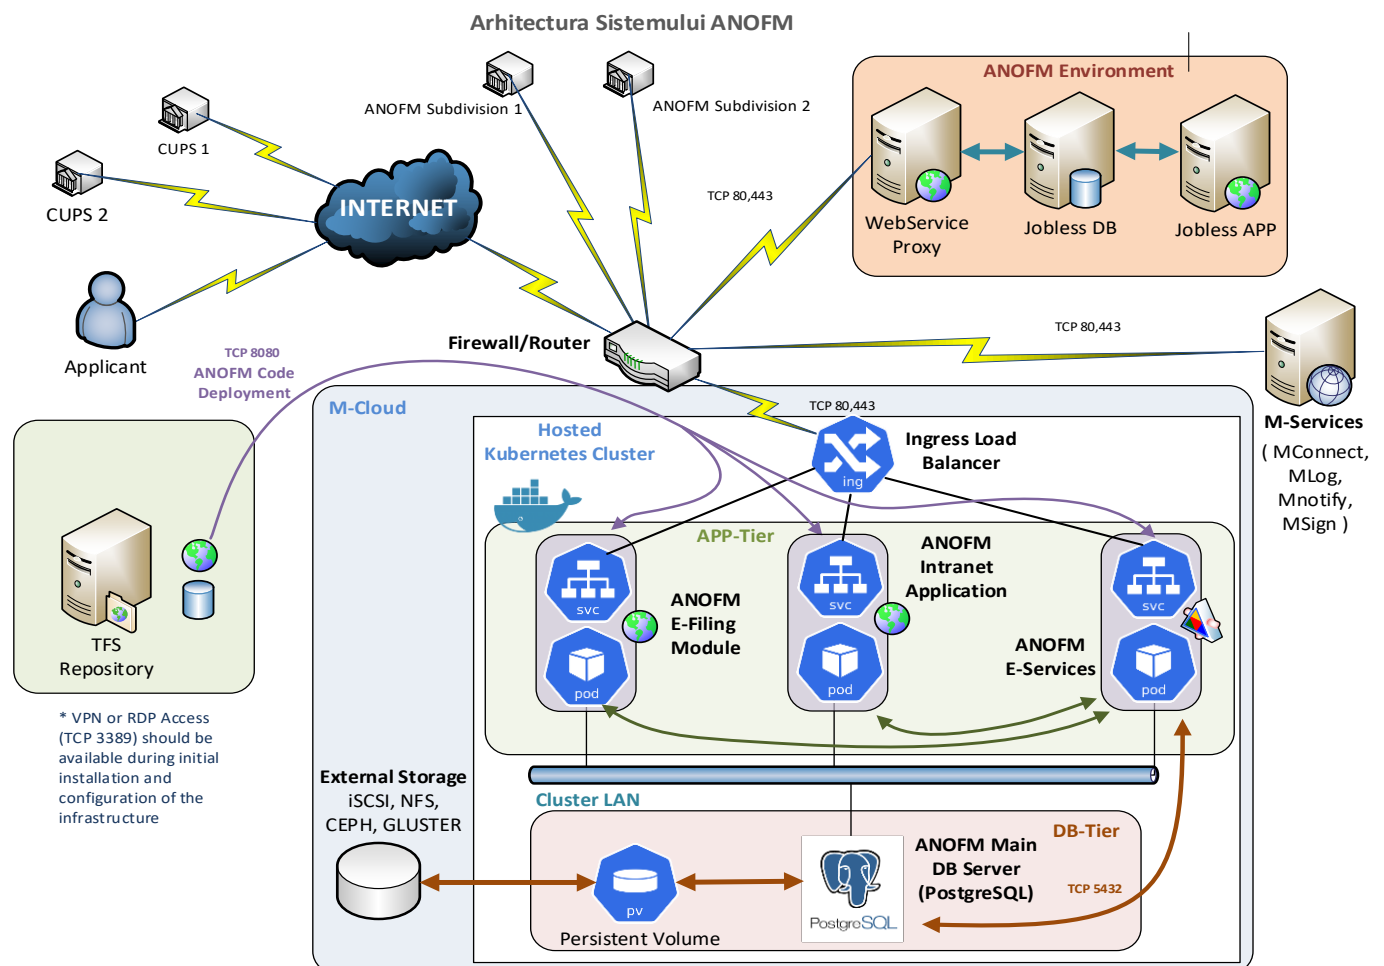 Arhitectura Sistemului ANOFM
ANOFM Subdivision 1
ANOFM Subdivision 2
CUPS 1
CUPS 2
INTERNET
Applicant
ANOFM Environment
WebService
Proxy
Jobless DB
Jobless APP
TCP 80,443
TCP 80,443
Firewall/Router
TCP 8080
ANOFM Code
Deployment
M-Services
( MConnect,
MLog,
Mnotify,
MSign )
M-Cloud
TCP 80,443
Hosted
Kubernetes Cluster
Ingress Load
Balancer
ing
APP-Tier
svc
pod
ANOFM
E-Filing
Module
svc
pod
ANOFM
Intranet
Application
svc
pod
ANOFM
E-Services
TFS
Repository
* VPN or RDP Access
(TCP 3389) should be
available during initial
installation and
configuration of the
infrastructure
External Storage
iSCSI, NFS,
CEPH, GLUSTER
Cluster LAN
DB-Tier
pv
Persistent Volume
PostgreSQL
ANOFM Main
DB Server
(PostgreSQL)
TCP 5432